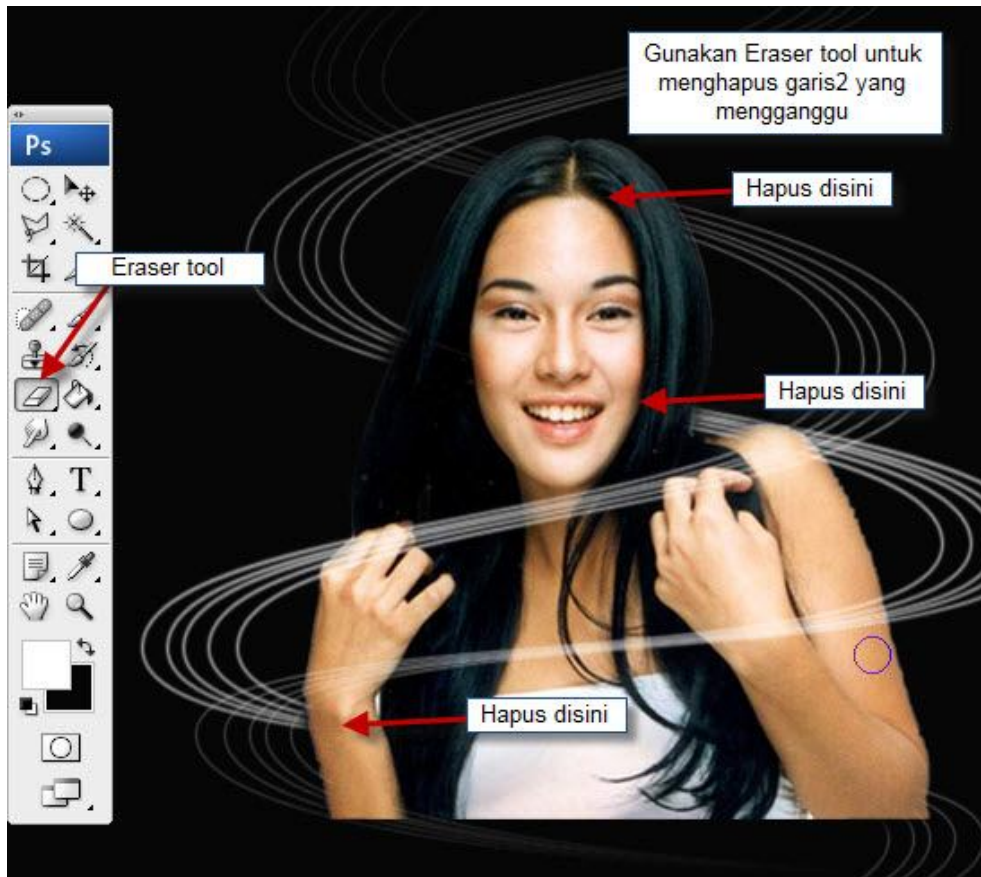 Gunakan Eraser tool untuk
menghapus garis2 yang
mengganggu
Ps
Hapus disini
Eraser tool
Hapus disini
T
Hapus disini